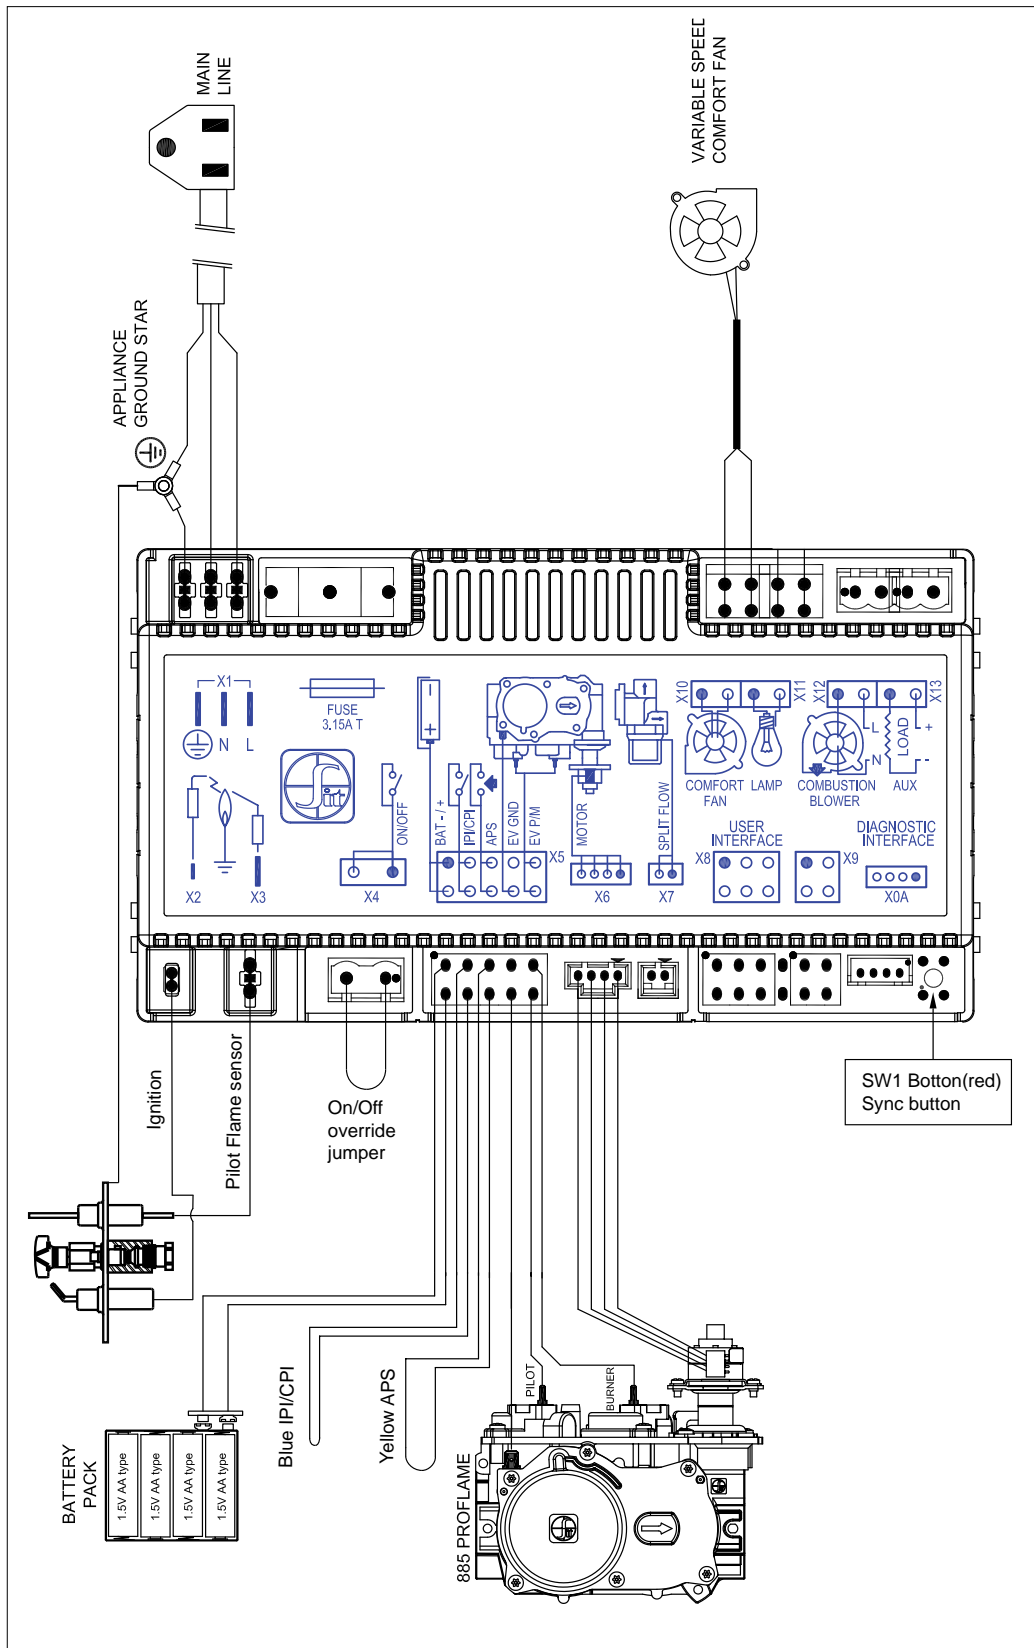 MAIN
LINE
VARIABLE SPEED
COMFORT FAN
APPLIANCE
GROUND STAR
X1
N
L
FUSE
3.15A T
Sit
ON/OFF
BAT - / +
IPI/CPI
APS
EV GND
EV P/M
MOTOR
SPLIT FLOW
X10
X11
X12
X13
L
N
LOAD
+
-
COMFORT
FAN
LAMP
COMBUSTION
BLOWER
AUX
USER
INTERFACE
DIAGNOSTIC
INTERFACE
X2
X3
X4
X5
X6
X7
X8
X9
X0A
Ignition
Pilot Flame sensor
On/Off
override
jumper
SW1 Botton(red)
Sync button
BATTERY
PACK
1.5V AA type
1.5V AA type
1.5V AA type
1.5V AA type
Blue IPI/CPI
Yellow APS
PILOT
BURNER
885 PROFLAME